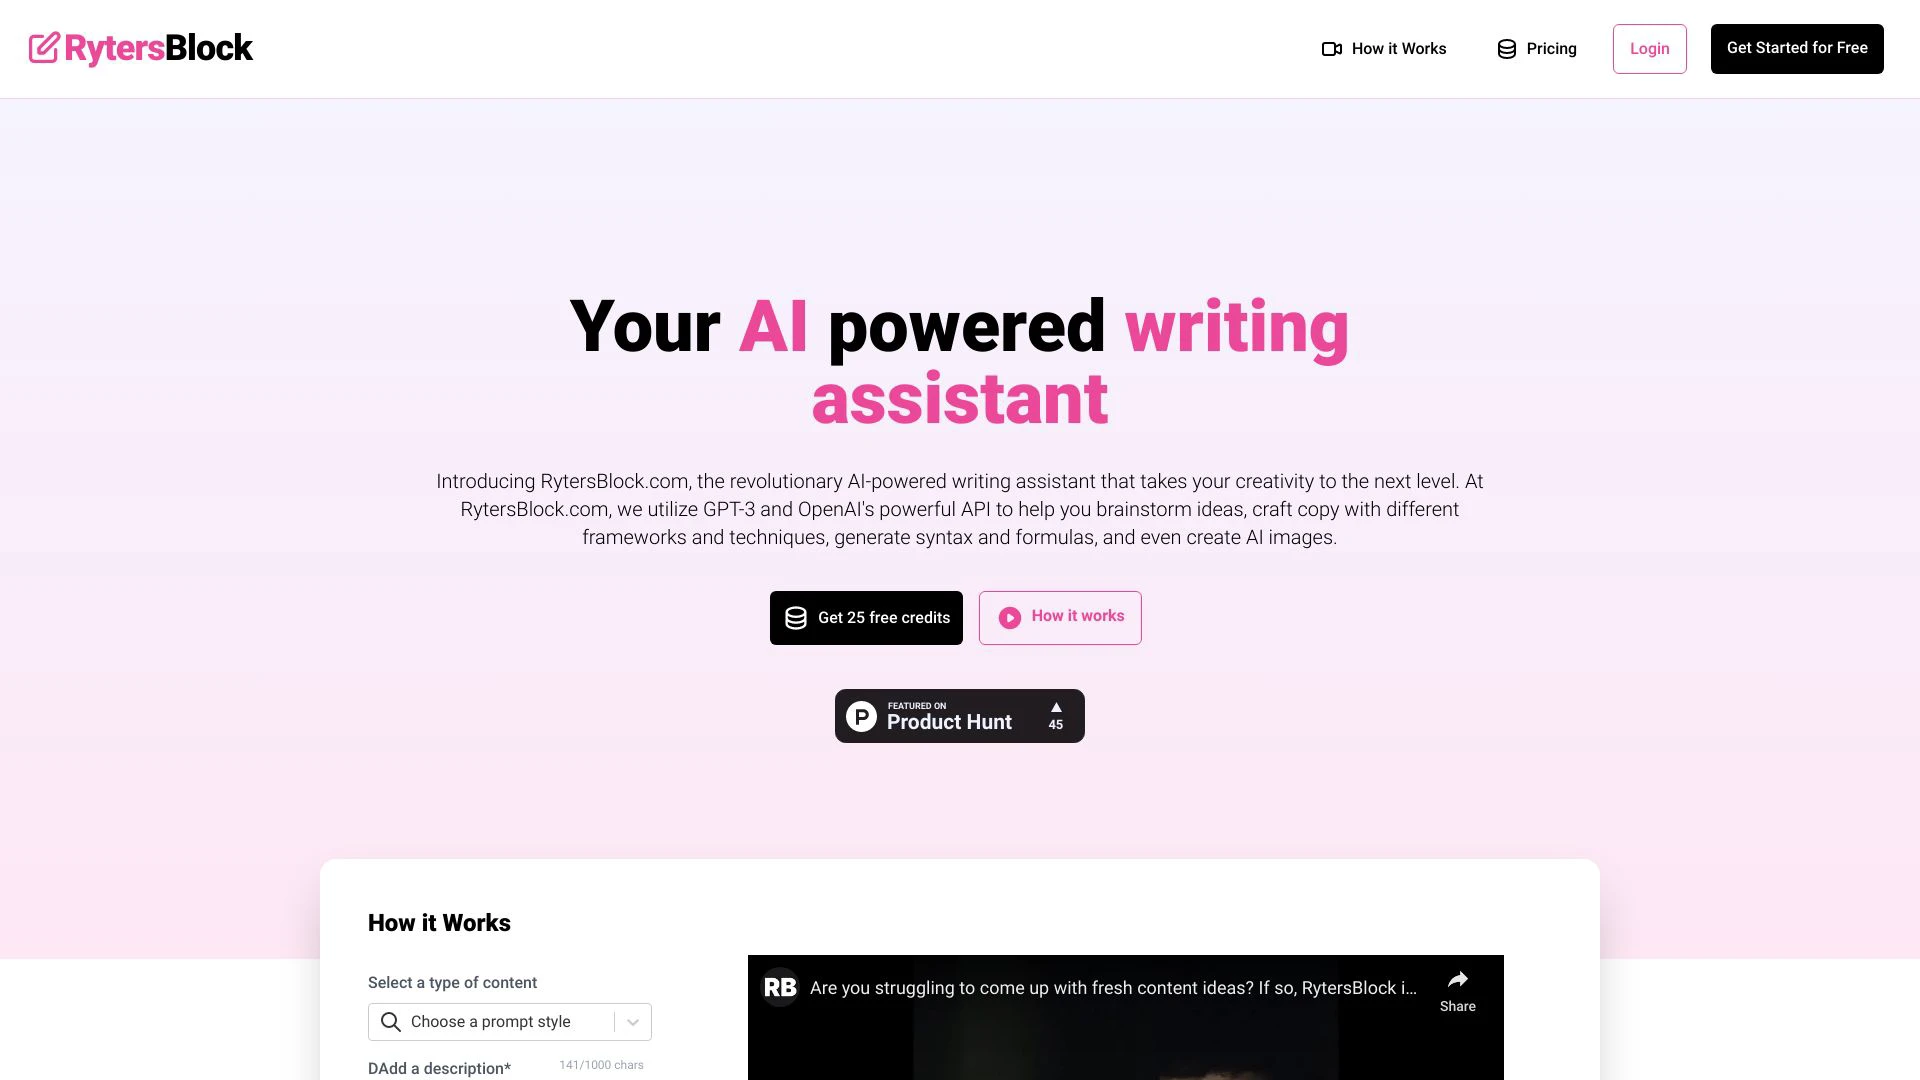 RytersBlock
How it Works
Pricing
Login
Get Started for Free
Your AI powered writing
assistant
Introducing RytersBlock.com, the revolutionary AI-powered writing assistant that takes your creativity to the next level. At
RytersBlock.com, we utilize GPT-3 and OpenAI's powerful API to help you brainstorm ideas, craft copy with different
frameworks and techniques, generate syntax and formulas, and even create AI images.
Get 25 free credits
How it works
P
FEATURED ON
Product Hunt
45
How it Works
Select a type of content
Choose a prompt style
DAdd a description*
141/1000 chars
RB
Are you struggling to come up with fresh content ideas? If so, RytersBlock i...
Share